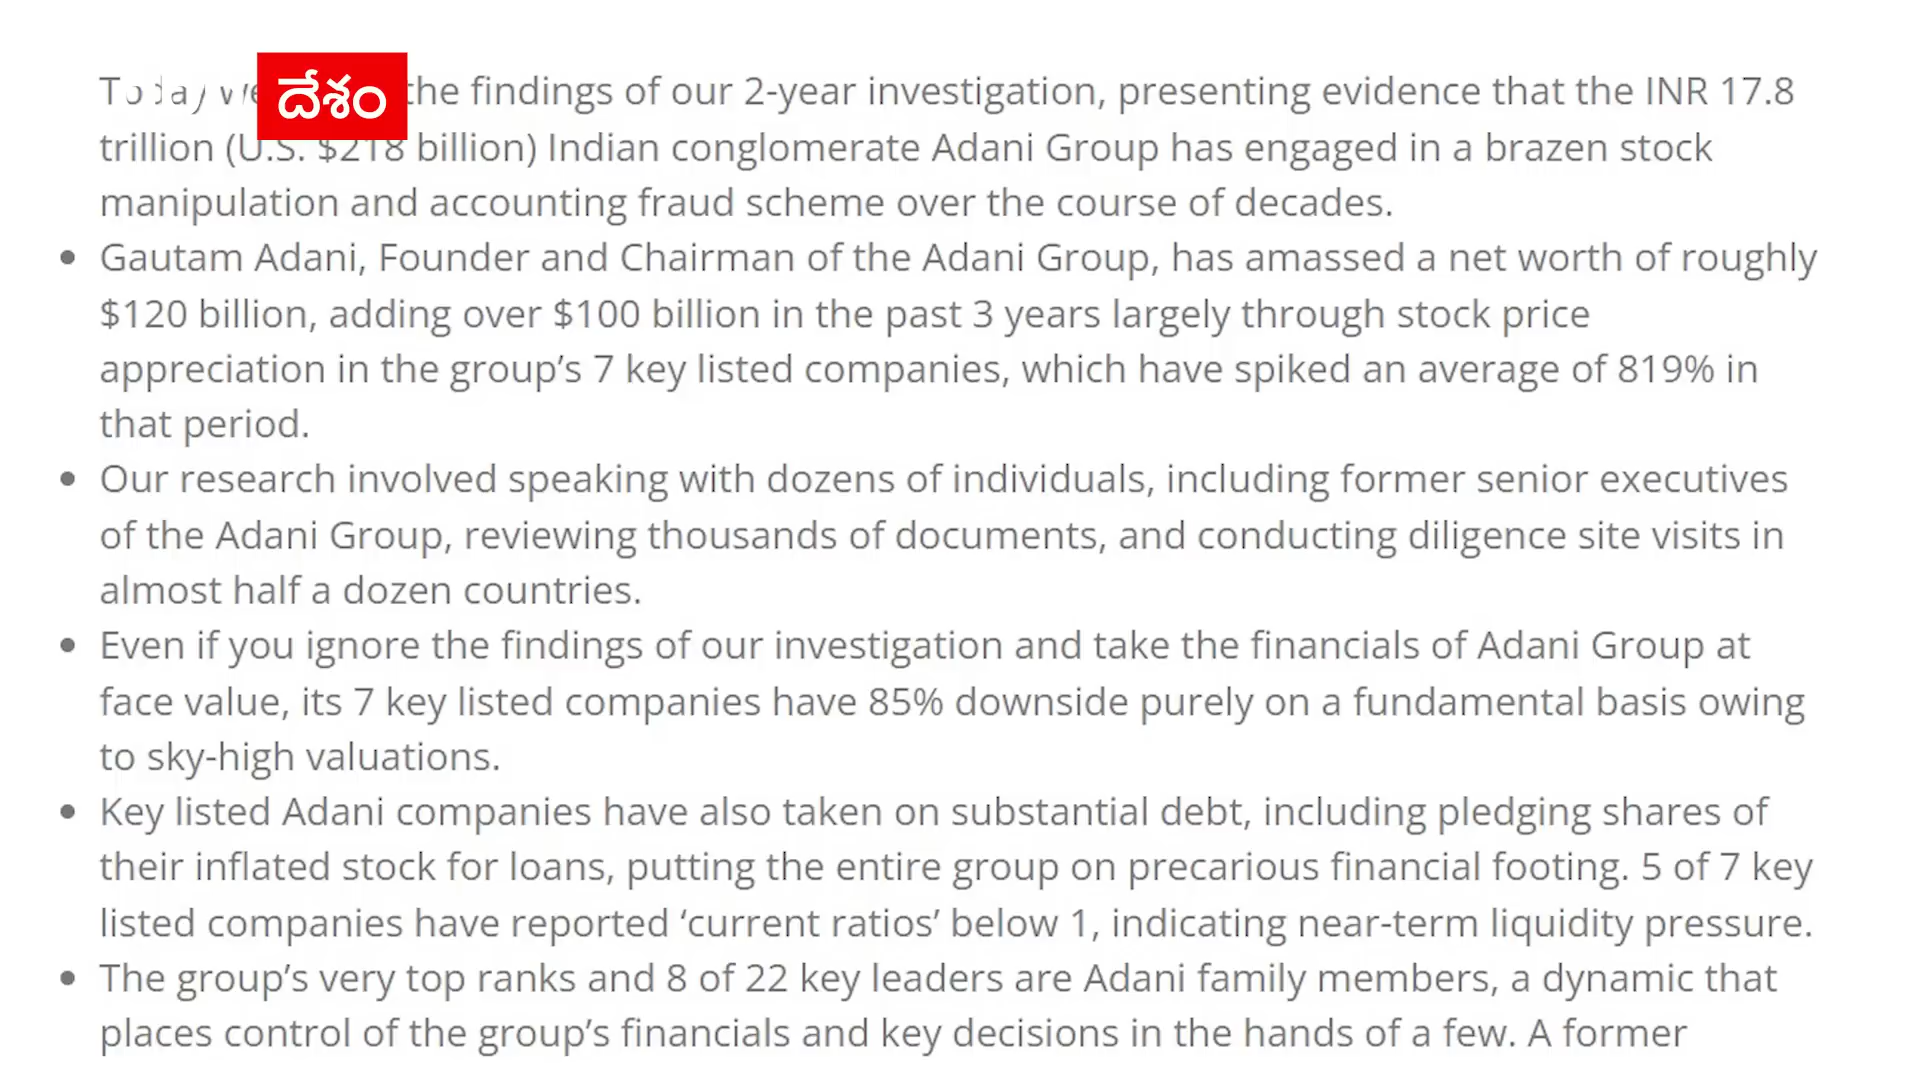 దేశం
Today we the findings of our 2-year investigation, presenting evidence that the INR 17.8
trillion (U.S. $218 billion) Indian conglomerate Adani Group has engaged in a brazen stock
manipulation and accounting fraud scheme over the course of decades.
• Gautam Adani, Founder and Chairman of the Adani Group, has amassed a net worth of roughly
$120 billion, adding over $100 billion in the past 3 years largely through stock price
appreciation in the group’s 7 key listed companies, which have spiked an average of 819% in
that period.
• Our research involved speaking with dozens of individuals, including former senior executives
of the Adani Group, reviewing thousands of documents, and conducting diligence site visits in
almost half a dozen countries.
• Even if you ignore the findings of our investigation and take the financials of Adani Group at
face value, its 7 key listed companies have 85% downside purely on a fundamental basis owing
to sky-high valuations.
• Key listed Adani companies have also taken on substantial debt, including pledging shares of
their inflated stock for loans, putting the entire group on precarious financial footing. 5 of 7 key
listed companies have reported ‘current ratios’ below 1, indicating near-term liquidity pressure.
• The group’s very top ranks and 8 of 22 key leaders are Adani family members, a dynamic that
places control of the group’s financials and key decisions in the hands of a few. A former